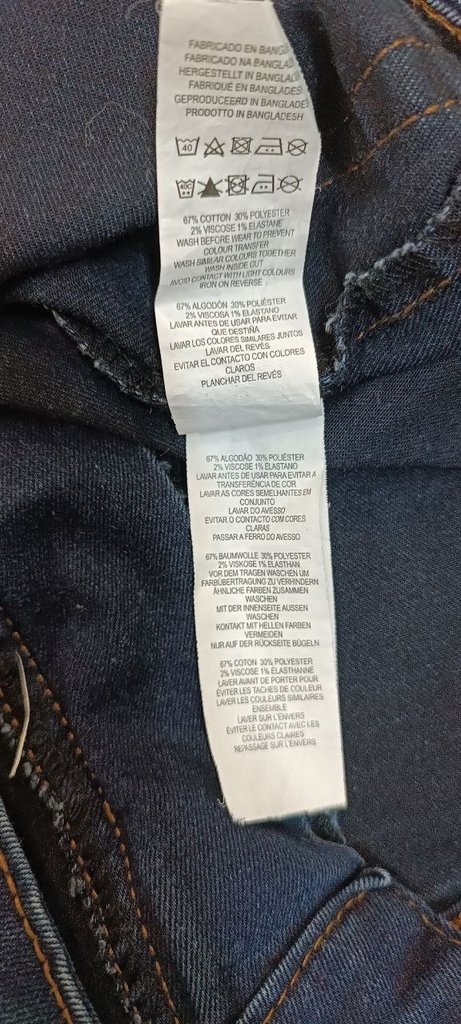 FABRICADO EN BANG
FABRICADO NA BANGLA
HERGESTELLT IN BANGLAD
FABRIQUÉ EN BANGLADES
GEPRODUCEERD IN BANGLADES
PRODOTTO IN BANGLADESH
40
40C
67% COTTON 30% POLYESTER
2% VISCOSE 1% ELASTANE
WASH BEFORE WEAR TO PREVENT
COLOUR TRANSFER
WASH SIMILAR COLOURS TOGETHER
WASH INSIDE OUT
AVOID CONTACT WITH LIGHT COLOURS
IRON ON REVERSE
67% ALGODÓN 30% POLIÉSTER
2% VISCOSA 1% ELASTANO
LAVAR ANTES DE USAR PARA EVITAR
QUE DESTIÑA
LAVAR LOS COLORES SIMILARES JUNTOS
LAVAR DEL REVÉS
EVITAR EL CONTACTO CON COLORES
CLAROS
PLANCHAR DEL REVÉS
67% ALGODÃO 30% POLIÉSTER
2% VISCOSE 1% ELASTANO
LAVAR ANTES DE USAR PARA EVITAR A
TRANSFERÊNCIA DE COR
LAVAR AS CORES SEMELHANTES EM
CONJUNTO
LAVAR DO AVESSO
EVITAR O CONTACTO COM CORES
CLARAS
PASSAR A FERRO DO AVESSO
67% BAUMWOLLE 30% POLYESTER
2% VISKOSE 1% ELASTHAN
VOR DEM TRAGEN WASCHEN UM
FARBÜBERTRAGUNG ZU VERHINDERN
ÄHNLICHE FARBEN ZUSAMMEN
WASCHEN
MIT DER INNENSEITE AUSSEN
WASCHEN
KONTAKT MIT HELLEN FARBEN
VERMEIDEN
NUR AUF DER RÜCKSEITE BÜGELN
67% COTON 30% POLYESTER
2% VISCOSE 1% ÉLASTHANNE
LAVER AVANT DE PORTER POUR
ÉVITER LES TACHES DE COULEUR
LAVER LES COULEURS SIMILAIRES
ENSEMBLE
LAVER SUR L'ENVERS
ÉVITER LE CONTACT AVEC LES
COULEURS CLAIRES
REPASSAGE SUR L'ENVERS